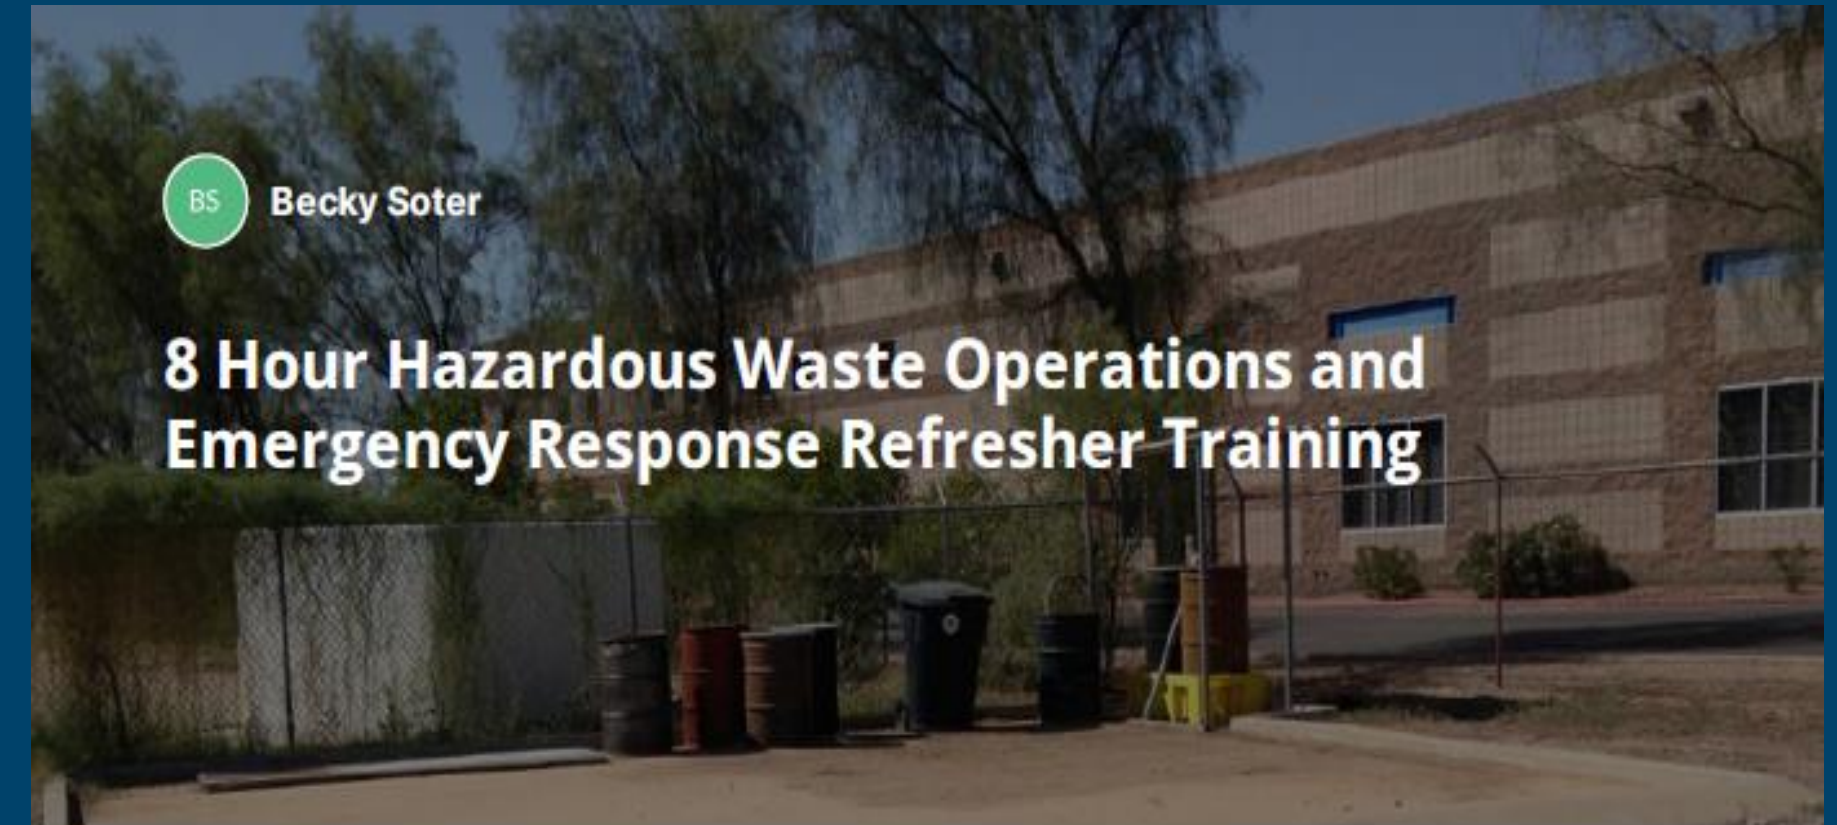 BS
Becky Soter
8 Hour Hazardous Waste Operations and
Emergency Response Refresher Training